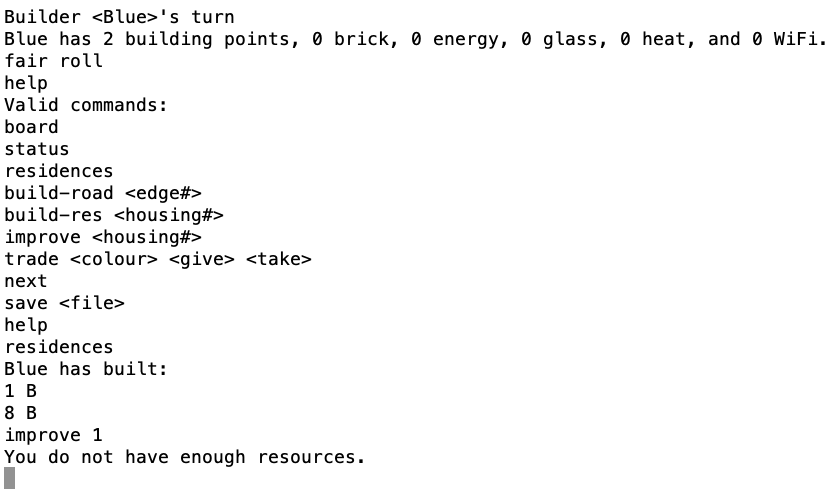 Builder <Blue>'s turn
Blue has 2 building points, 0 brick, 0 energy, 0 glass, 0 heat, and 0 WiFi.
fair roll
help
Valid commands:
board
status
residences
build-road <edge#>
build-res <housing#>
improve <housing#>
trade <colour> <give> <take>
next
save <file>
help
residences
Blue has built:
1 B
8 B
improve 1
You do not have enough resources.